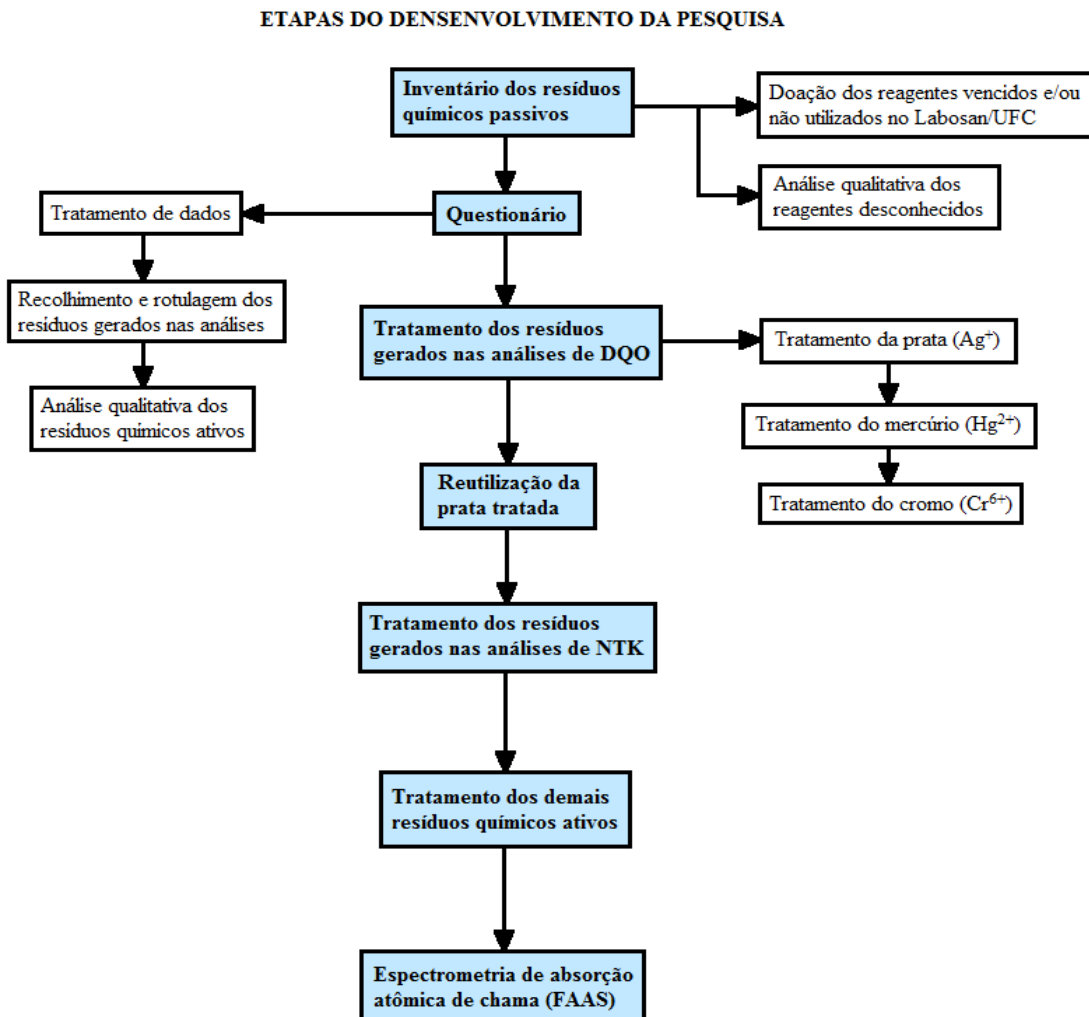 ETAPAS DO DENSENVOLVIMENTO DA PESQUISA
Inventário dos resíduos
químicos passivos
Doação dos reagentes vencidos e/ou
não utilizados no Labosan/UFC
Análise qualitativa dos
reagentes desconhecidos
Questionário
Tratamento de dados
Recolhimento e rotulagem dos
resíduos gerados nas análises
Análise qualitativa dos
resíduos químicos ativos
Tratamento dos resíduos
gerados nas análises de DQO
Tratamento da prata (Ag⁺)
Tratamento do mercúrio (Hg²⁺)
Tratamento do cromo (Cr⁶⁺)
Reutilização da
prata tratada
Tratamento dos resíduos
gerados nas análises de NTK
Tratamento dos demais
resíduos químicos ativos
Espectrometria de absorção
atômica de chama (FAAS)